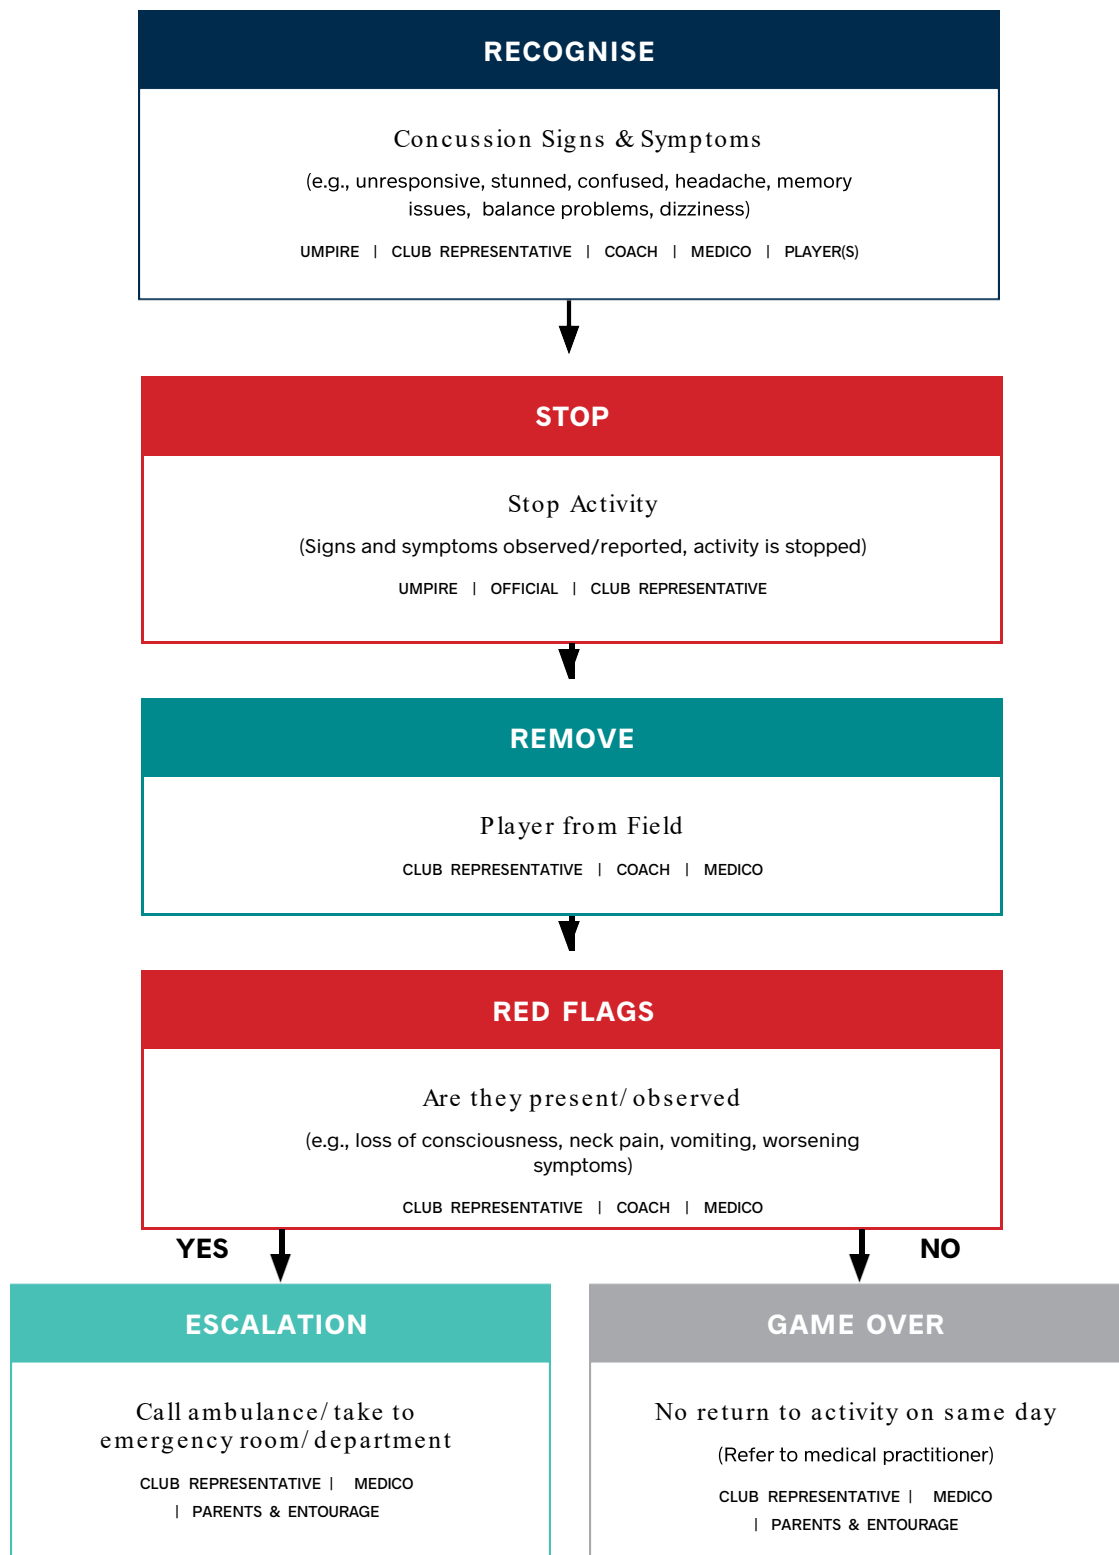 RECOGNISE
Concussion Signs & Symptoms
(e.g., unresponsive, stunned, confused, headache, memory
issues, balance problems, dizziness)
UMPIRE | CLUB REPRESENTATIVE | COACH | MEDICO | PLAYER(S)
STOP
Stop Activity
(Signs and symptoms observed/reported, activity is stopped)
UMPIRE | OFFICIAL | CLUB REPRESENTATIVE
REMOVE
Player from Field
CLUB REPRESENTATIVE | COACH | MEDICO
RED FLAGS
Are they present/ observed
(e.g., loss of consciousness, neck pain, vomiting, worsening
symptoms)
CLUB REPRESENTATIVE | COACH | MEDICO
YES
NO
ESCALATION
Call ambulance/ take to
emergency room/ department
CLUB REPRESENTATIVE | MEDICO
| PARENTS & ENTOURAGE
GAME OVER
No return to activity on same day
(Refer to medical practitioner)
CLUB REPRESENTATIVE | MEDICO
| PARENTS & ENTOURAGE